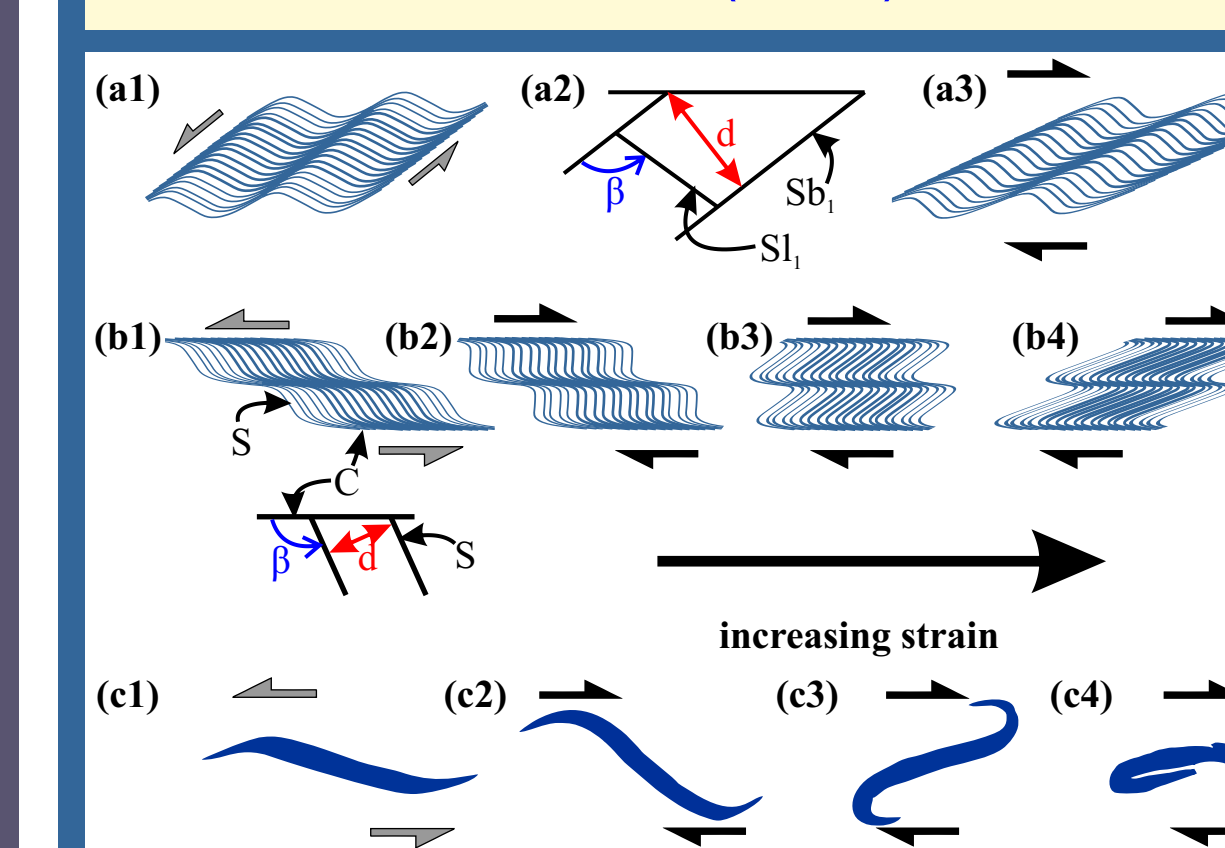 (a1)
(a2)
(a3)
d
β
Sb1
Sl1
(b1)
(b2)
(b3)
(b4)
S
C
β
d
S
increasing strain
(c1)
(c2)
(c3)
(c4)